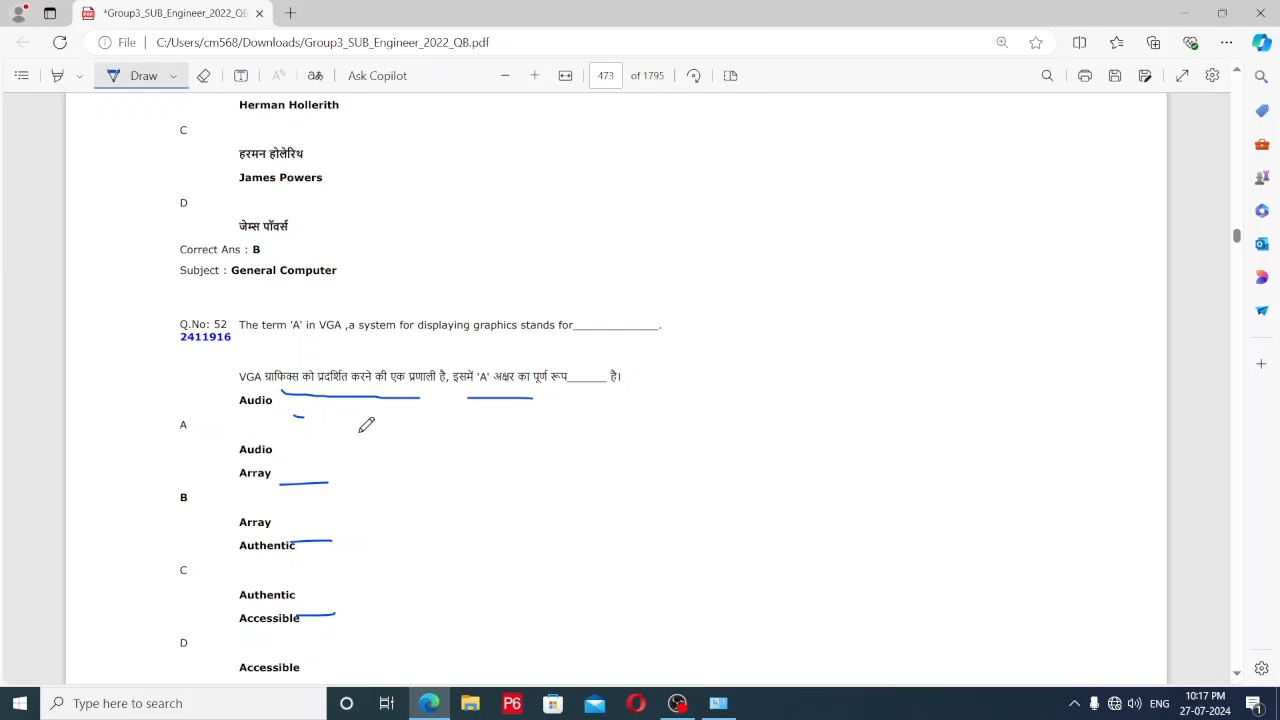 *Group3_SUB_Engineer_2022_QB
File
C:/Users/cm568/Downloads/Group3_SUB_Engineer_2022_QB.pdf
Draw
Ask Copilot
473 of 1795
Herman Hollerith
C
हरमन होलेरिथ
James Powers
D
जेम्स पॉवर्स
Correct Ans : B
Subject : General Computer
Q.No: 52 The term 'A' in VGA ,a system for displaying graphics stands for______________.
2411916
VGA ग्राफिक्स को प्रदर्शित करने की एक प्रणाली है, इसमें 'A' अक्षर का पूर्ण रूप_______ है।
Audio
A
Audio
Array
B
Array
Authentic
C
Authentic
Accessible
D
Accessible
Type here to search
P6
ENG
10:17 PM
27-07-2024